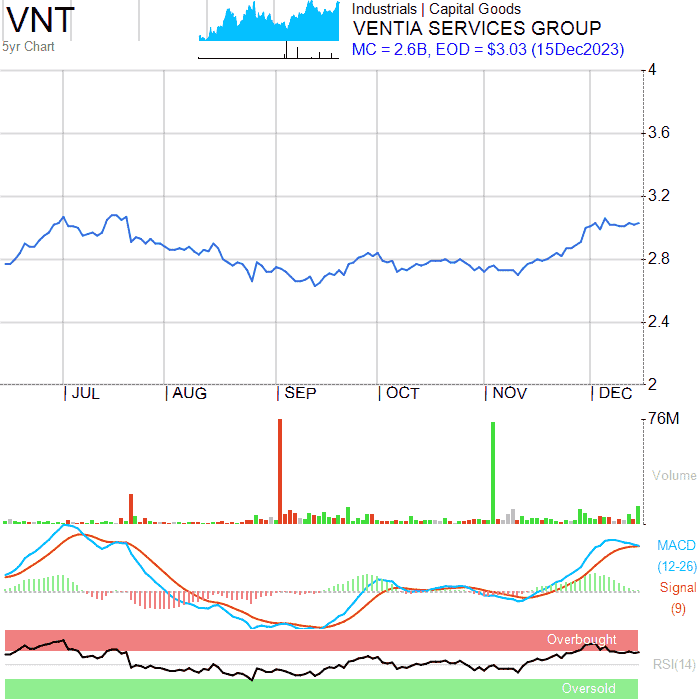 VNT
5yr Chart
Industrials | Capital Goods
VENTIA SERVICES GROUP
MC = 2.6B, EOD = $3.03 (15Dec2023)
4
3.6
3.2
2.8
2.4
2
JUL AUG SEP OCT NOV DEC
76M
Volume
MACD
(12-26)
Signal
(9)
Overbought
RSI(14)
Oversold